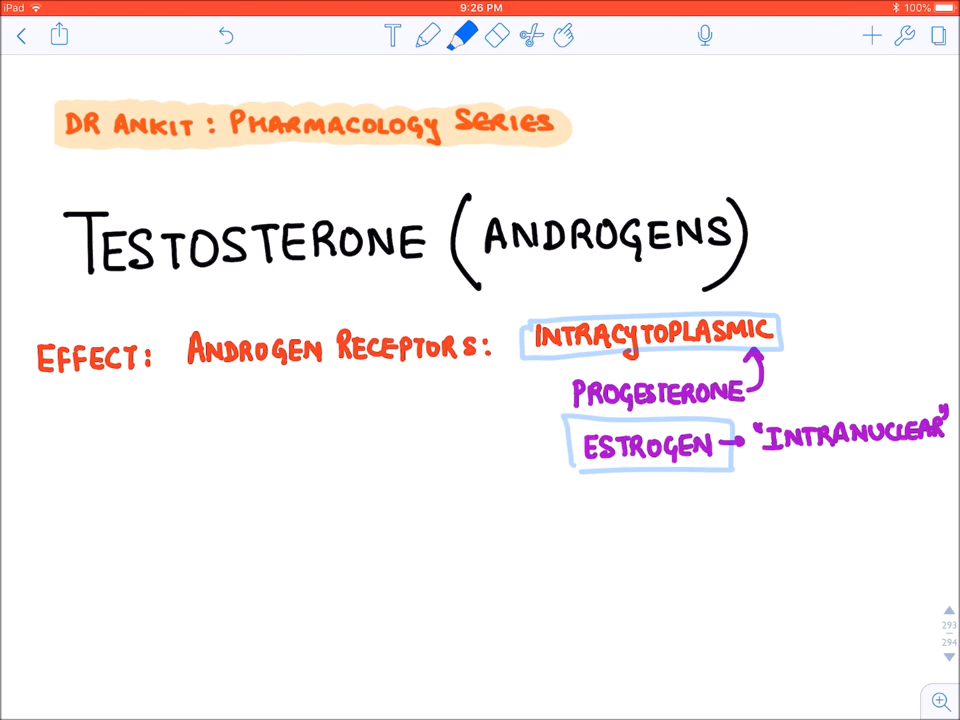 iPad 9:26 PM 100%
T
DR ANKIT : PHARMACOLOGY SERIES
TESTOSTERONE (ANDROGENS)
EFFECT: ANDROGEN RECEPTORS: INTRACYTOPLASMIC
PROGESTERONE
ESTROGEN → "INTRANUCLEAR"
293
294